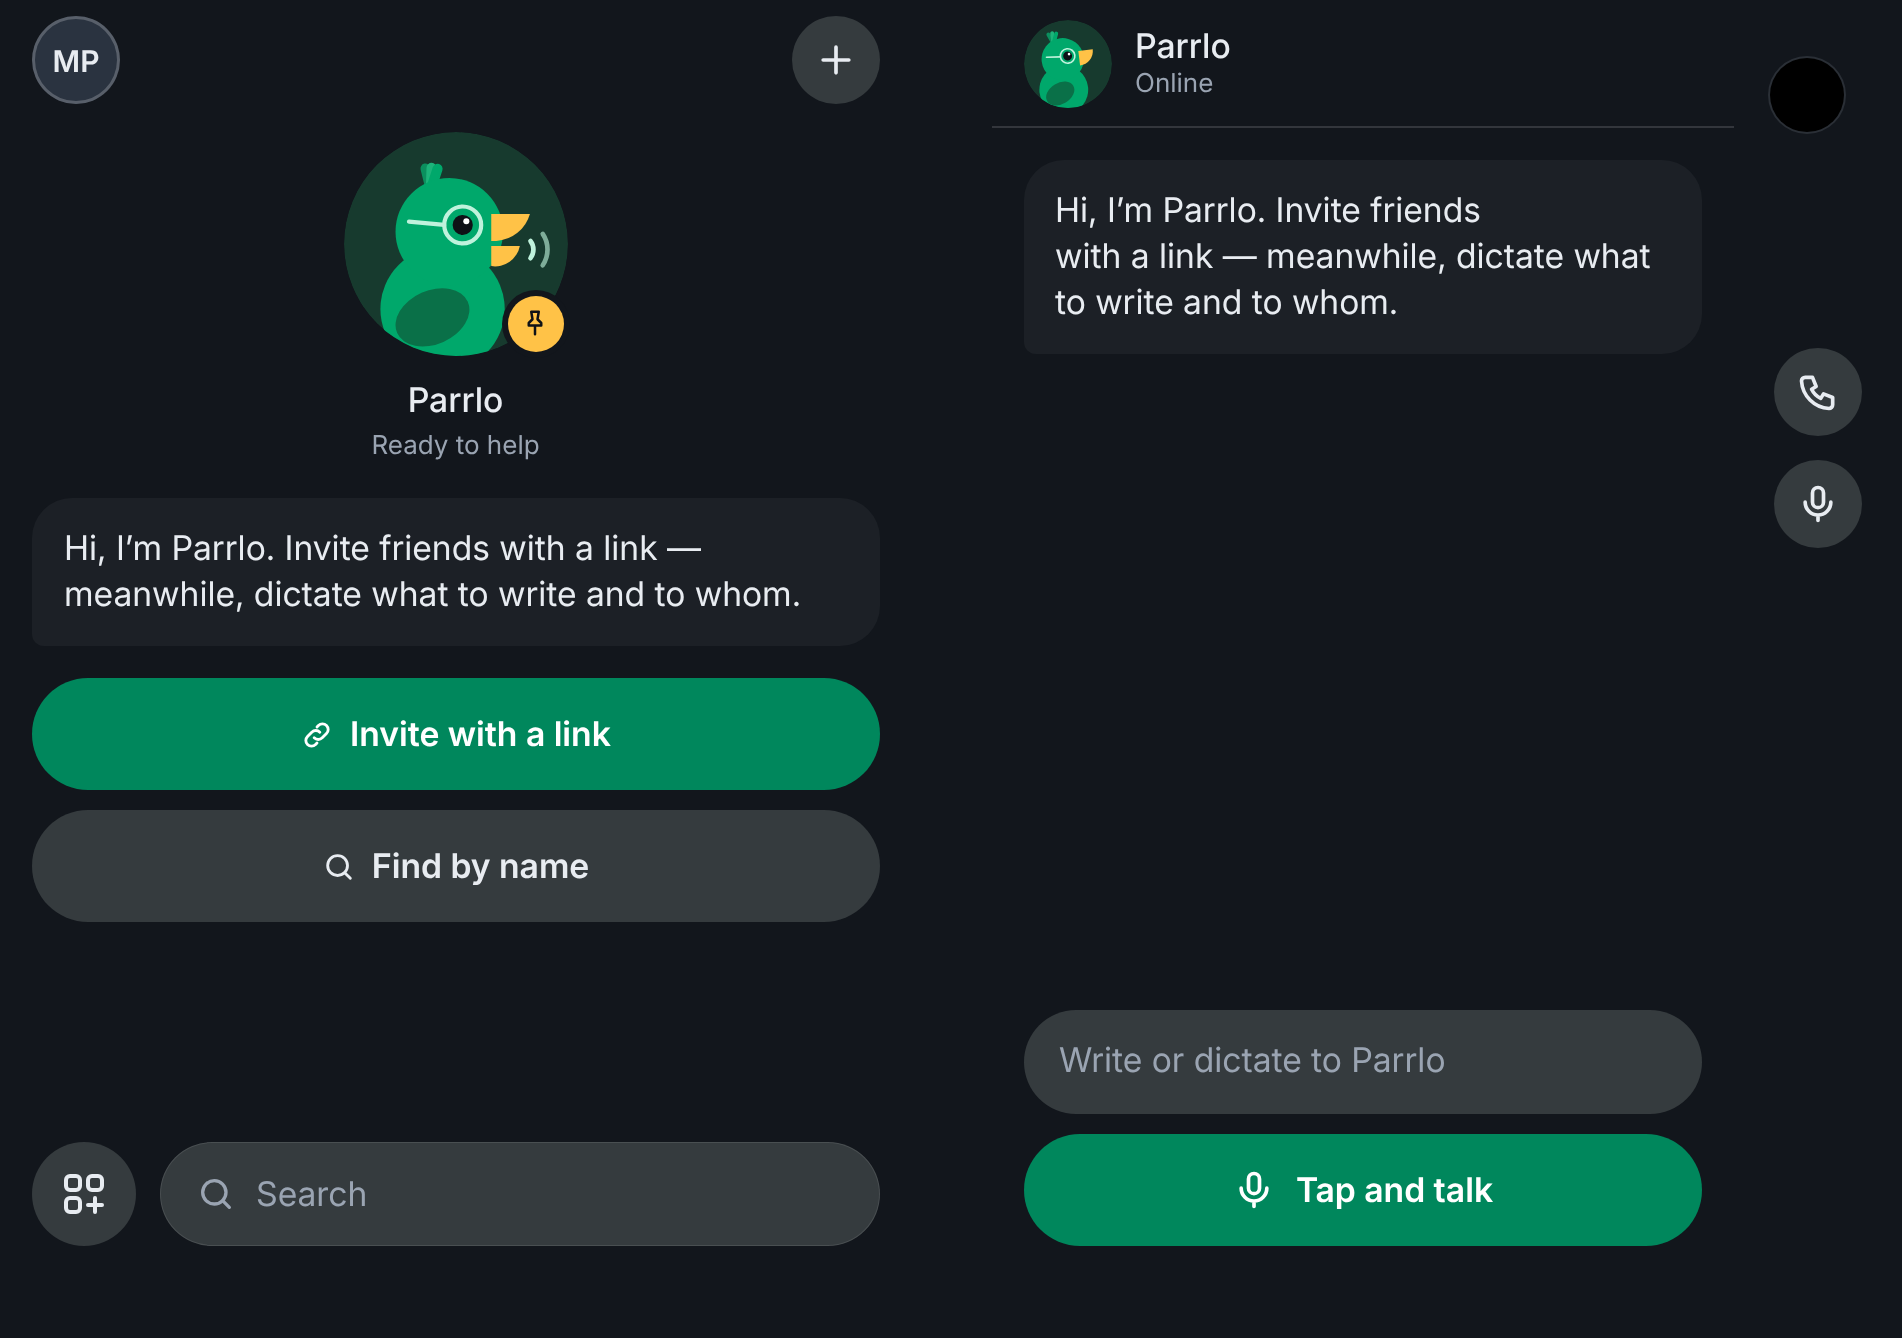 MP
Parrlo
Ready to help
Hi, I’m Parrlo. Invite friends with a link —
meanwhile, dictate what to write and to whom.
Invite with a link
Find by name
Search
Parrlo
Online
Hi, I’m Parrlo. Invite friends
with a link — meanwhile, dictate what
to write and to whom.
Write or dictate to Parrlo
Tap and talk